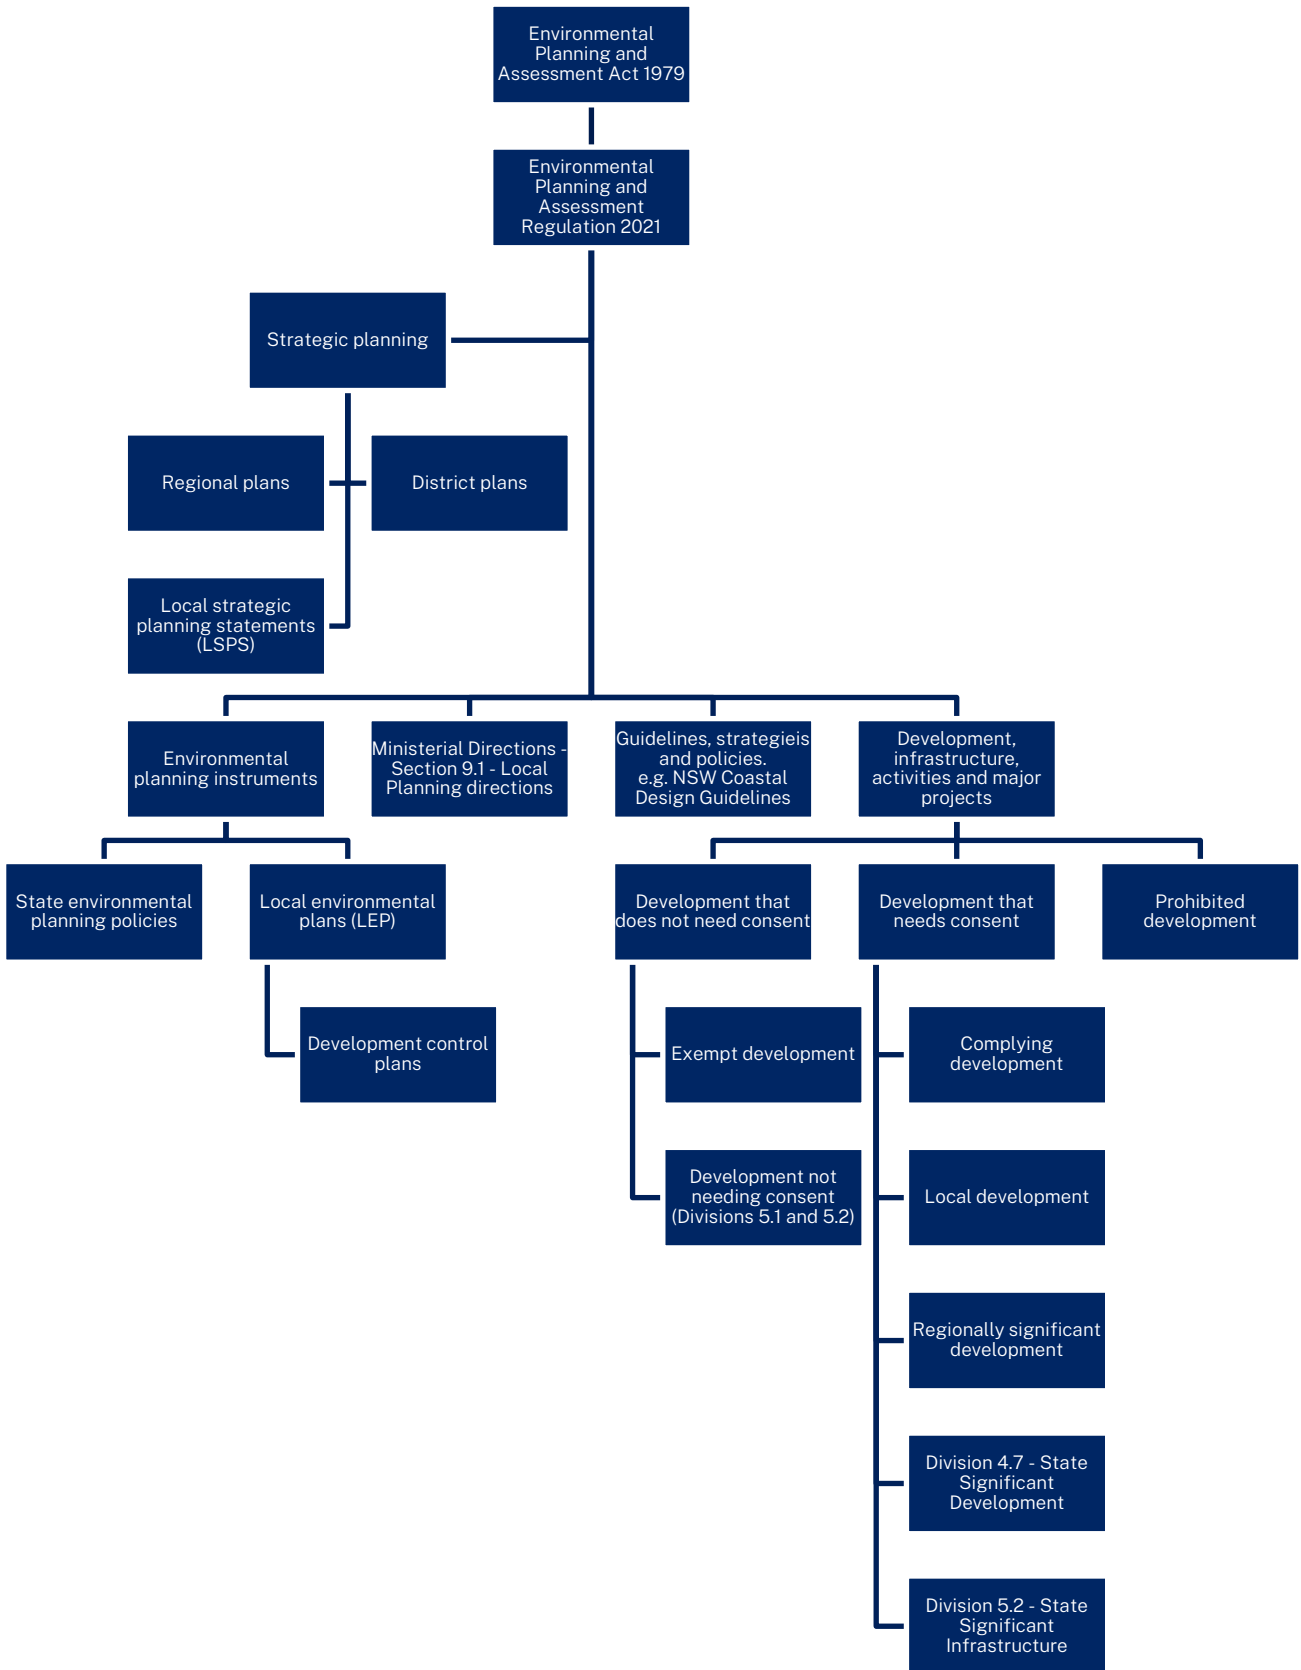 Environmental
Planning and
Assessment Act 1979
Environmental
Planning and
Assessment
Regulation 2021
Strategic planning
Regional plans
District plans
Local strategic
planning statements
(LSPS)
Environmental
planning instruments
Ministerial Directions -
Section 9.1 - Local
Planning directions
Guidelines, strategieis
and policies.
e.g. NSW Coastal
Design Guidelines
Development,
infrastructure,
activities and major
projects
State environmental
planning policies
Local environmental
plans (LEP)
Development that
does not need consent
Development that
needs consent
Prohibited
development
Development control
plans
Exempt development
Complying
development
Development not
needing consent
(Divisions 5.1 and 5.2)
Local development
Regionally significant
development
Division 4.7 - State
Significant
Development
Division 5.2 - State
Significant
Infrastructure